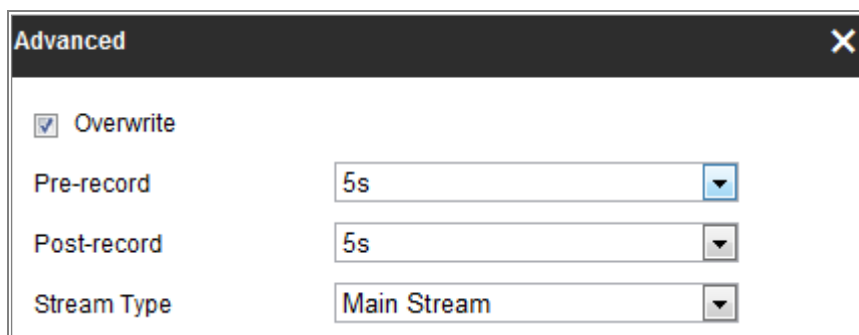 Advanced
Overwrite
Pre-record 5s
Post-record 5s
Stream Type Main Stream